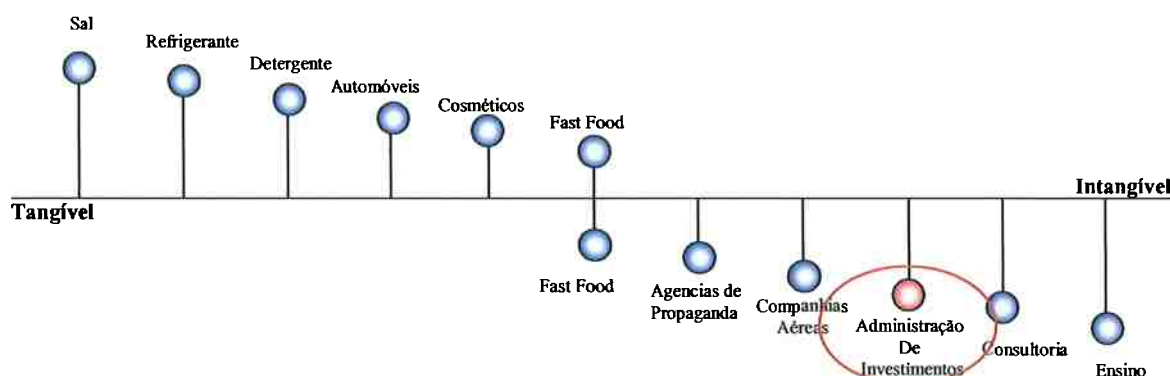 Sal
Refrigerante
Detergente
Automóveis
Cosméticos
Fast Food
Intangível
Tangível
Fast Food
Agencias de
Propaganda
Companhias
Aéreas
Administração
De
Investimentos
Consultoria
Ensino